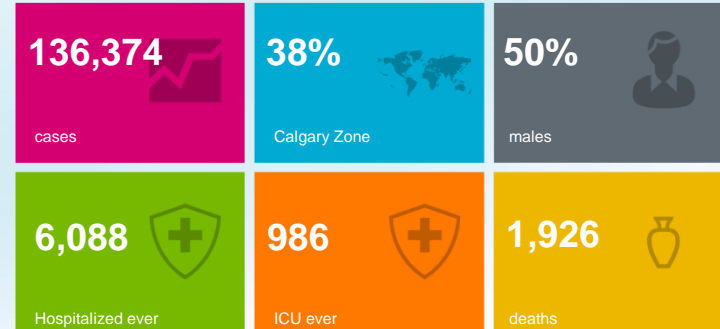 136,374
cases
38%
Calgary Zone
50%
males
6,088
Hospitalized ever
986
ICU ever
1,926
deaths